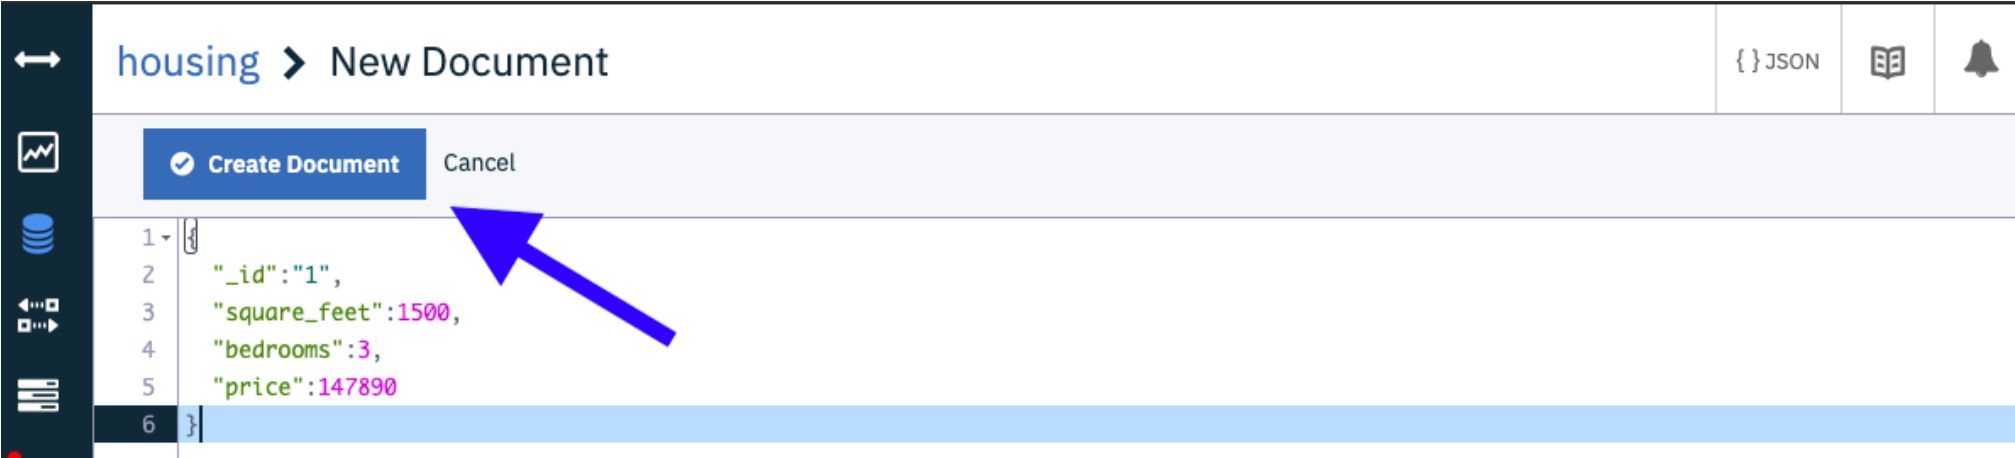 housing > New Document
{ } JSON
Create Document Cancel
1 {
2 "_id":"1",
3 "square_feet":1500,
4 "bedrooms":3,
5 "price":147890
6 }